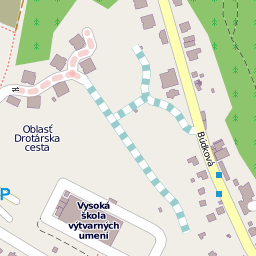 Oblasť
Drotárska
cesta
Búdková
P
Vysoká
škola
výtvarných
umení